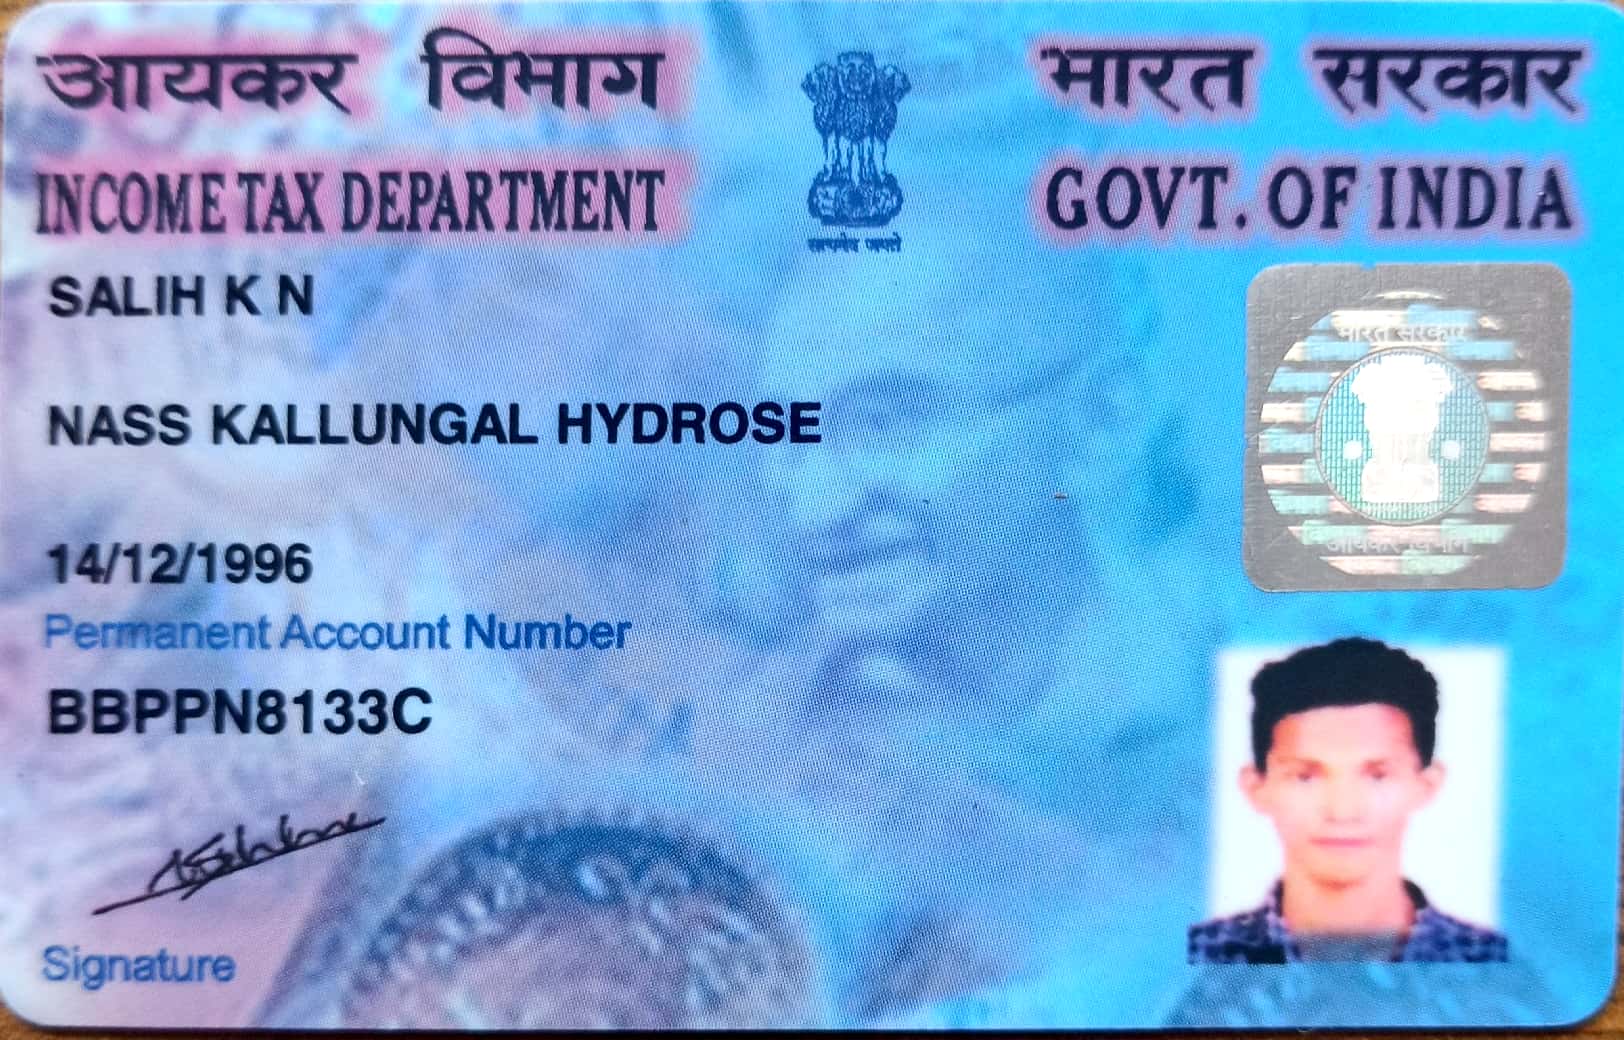 आयकर विभाग
भारत सरकार
INCOME TAX DEPARTMENT
GOVT. OF INDIA
सत्यमेव जयते
SALIH K N
भारत सरकार
NASS KALLUNGAL HYDROSE
आयकर विभाग
14/12/1996
Permanent Account Number
BBPPN8133C
Signature